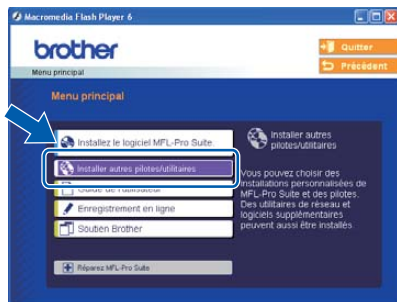 Macromedia Flash Player 6
brother
Quitter
Menu principal
Précédent
Menu principal
Installez le logiciel MFL-Pro Suite.
Installer autres pilotes/utilitaires
Guide de l'utilisateur
Enregistrement en ligne
Soutien Brother
Réparez MFL-Pro Suite
Installer autres
pilotes/utilitaires
Vous pouvez choisir des
installations personnalisées de
MFL-Pro Suite et des pilotes.
Des utilitaires de réseau et
logiciels supplémentaires
peuvent aussi être installés.